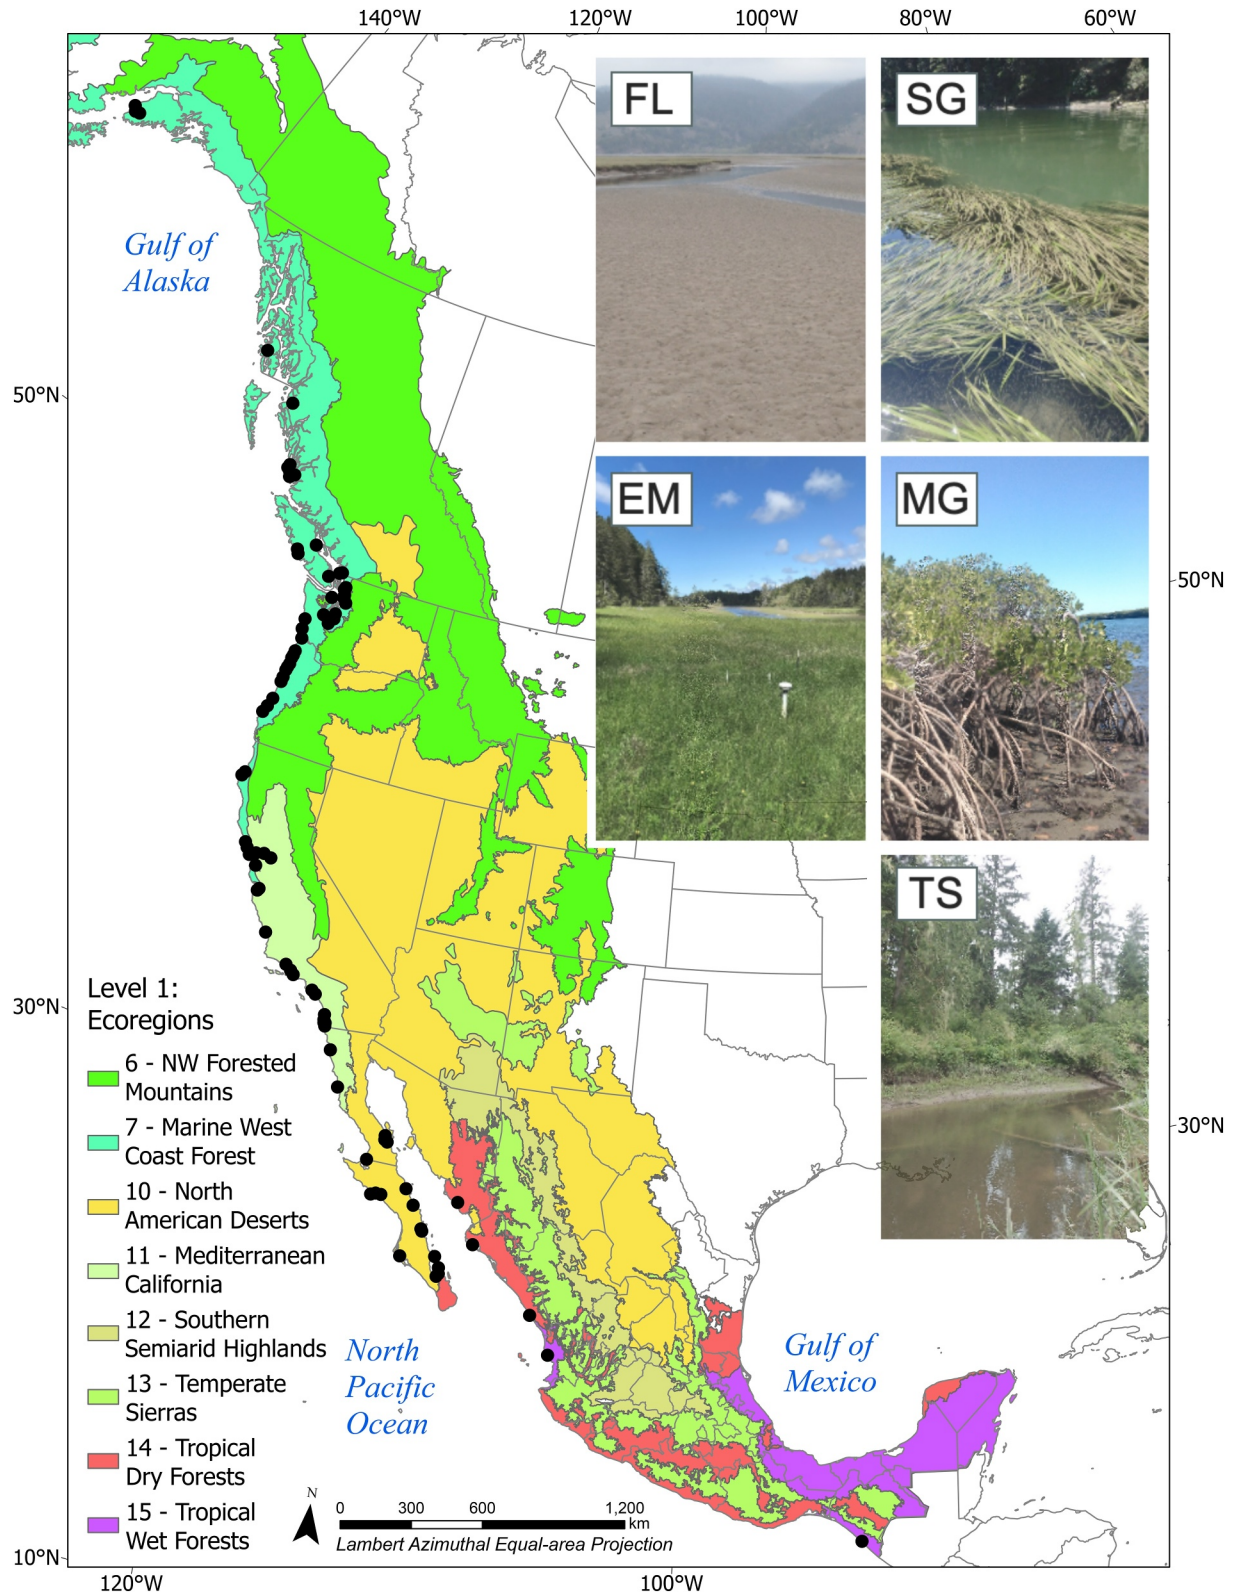 140°W 120°W 100°W 80°W 60°W
FL
SG
Gulf of
Alaska
50°N
EM
MG
50°N
TS
Level 1:
Ecoregions
30°N
6 - NW Forested
Mountains
7 - Marine West
Coast Forest
30°N
10 - North
American Deserts
11 - Mediterranean
California
12 - Southern
Semiarid Highlands
13 - Temperate
Sierras
14 - Tropical
Dry Forests
15 - Tropical
Wet Forests
North
Pacific
Ocean
Gulf of
Mexico
N
0 300 600 1,200
km
Lambert Azimuthal Equal-area Projection
10°N
120°W 100°W